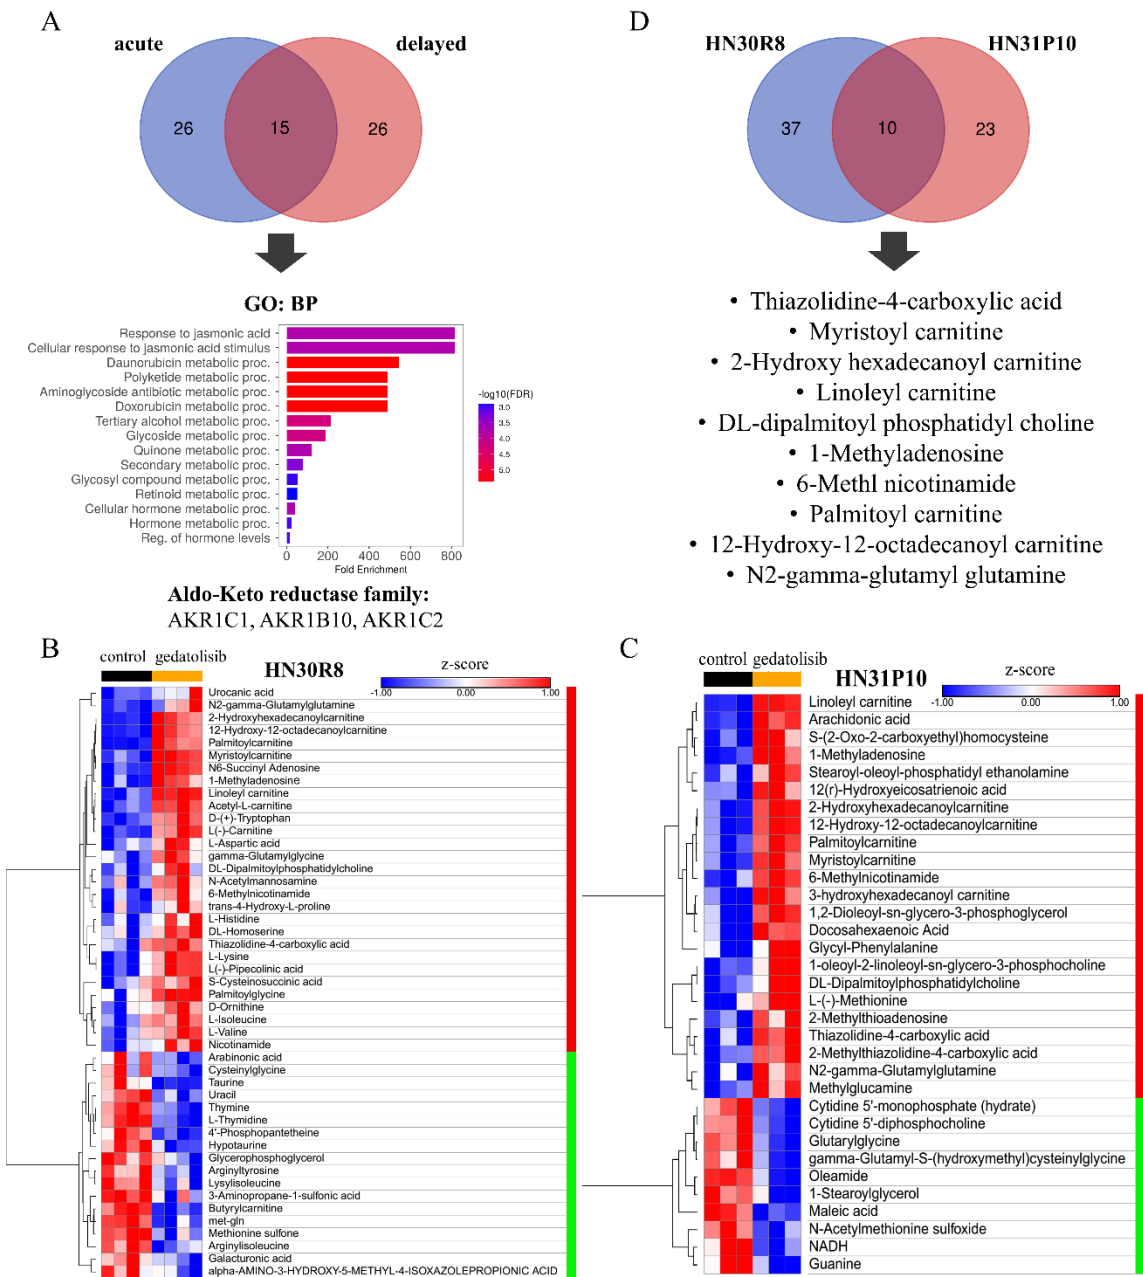 A
acute
delayed
26
15
26
GO: BP
Response to jasmonic acid
Cellular response to jasmonic acid stimulus
Daunorubicin metabolic proc.
Polyketide metabolic proc.
Aminoglycoside antibiotic metabolic proc.
Doxorubicin metabolic proc.
Tertiary alcohol metabolic proc.
Glycoside metabolic proc.
Quinone metabolic proc.
Secondary metabolic proc.
Glycosyl compound metabolic proc.
Retinoid metabolic proc.
Cellular hormone metabolic proc.
Hormone metabolic proc.
Reg. of hormone levels
0 200 400 600 800
Fold Enrichment
-log10(FDR)
3.0
3.5
4.0
4.5
5.0
Aldo-Keto reductase family:
AKR1C1, AKR1B10, AKR1C2
D
HN30R8
HN31P10
37
10
23
• Thiazolidine-4-carboxylic acid
• Myristoyl carnitine
• 2-Hydroxy hexadecanoyl carnitine
• Linoleyl carnitine
• DL-dipalmitoyl phosphatidyl choline
• 1-Methyladenosine
• 6-Methl nicotinamide
• Palmitoyl carnitine
• 12-Hydroxy-12-octadecanoyl carnitine
• N2-gamma-glutamyl glutamine
B
control gedatolisib
HN30R8
z-score
-1.00 0.00 1.00
Urocanic acid
N2-gamma-Glutamylglutamine
2-Hydroxyhexadecanoylcarnitine
12-Hydroxy-12-octadecanoylcarnitine
Palmitoylcarnitine
Myristoylcarnitine
N6-Succinyl Adenosine
1-Methyladenosine
Linoleyl carnitine
Acetyl-L-carnitine
D-(+)-Tryptophan
L(-)-Carnitine
L-Aspartic acid
gamma-Glutamylglycine
DL-Dipalmitoylphosphatidylcholine
N-Acetylmannosamine
6-Methylnicotinamide
trans-4-Hydroxy-L-proline
L-Histidine
DL-Homoserine
Thiazolidine-4-carboxylic acid
L-Lysine
L(-)-Pipecolinic acid
S-Cysteinosuccinic acid
Palmitoylglycine
D-Ornithine
L-Isoleucine
L-Valine
Nicotinamide
Arabinonic acid
Cysteinylglycine
Taurine
Uracil
Thymine
L-Thymidine
4'-Phosphopantetheine
Hypotaurine
Glycerophosphoglycerol
Arginyltyrosine
Lysylisoleucine
3-Aminopropane-1-sulfonic acid
Butyrylcarnitine
met-gln
Methionine sulfone
Arginylisoleucine
Galacturonic acid
alpha-AMINO-3-HYDROXY-5-METHYL-4-ISOXAZOLEPROPIONIC ACID
C
control gedatolisib
HN31P10
z-score
-1.00 0.00 1.00
Linoleyl carnitine
Arachidonic acid
S-(2-Oxo-2-carboxyethyl)homocysteine
1-Methyladenosine
Stearoyl-oleoyl-phosphatidyl ethanolamine
12(r)-Hydroxyeicosatrienoic acid
2-Hydroxyhexadecanoylcarnitine
12-Hydroxy-12-octadecanoylcarnitine
Palmitoylcarnitine
Myristoylcarnitine
6-Methylnicotinamide
3-hydroxyhexadecanoyl carnitine
1,2-Dioleoyl-sn-glycero-3-phosphoglycerol
Docosahexaenoic Acid
Glycyl-Phenylalanine
1-oleoyl-2-linoleoyl-sn-glycero-3-phosphocholine
DL-Dipalmitoylphosphatidylcholine
L-(-)-Methionine
2-Methylthioadenosine
Thiazolidine-4-carboxylic acid
2-Methylthiazolidine-4-carboxylic acid
N2-gamma-Glutamylglutamine
Methylglucamine
Cytidine 5'-monophosphate (hydrate)
Cytidine 5'-diphosphocholine
Glutarylglycine
gamma-Glutamyl-S-(hydroxymethyl)cysteinylglycine
Oleamide
1-Stearoylglycerol
Maleic acid
N-Acetylmethionine sulfoxide
NADH
Guanine